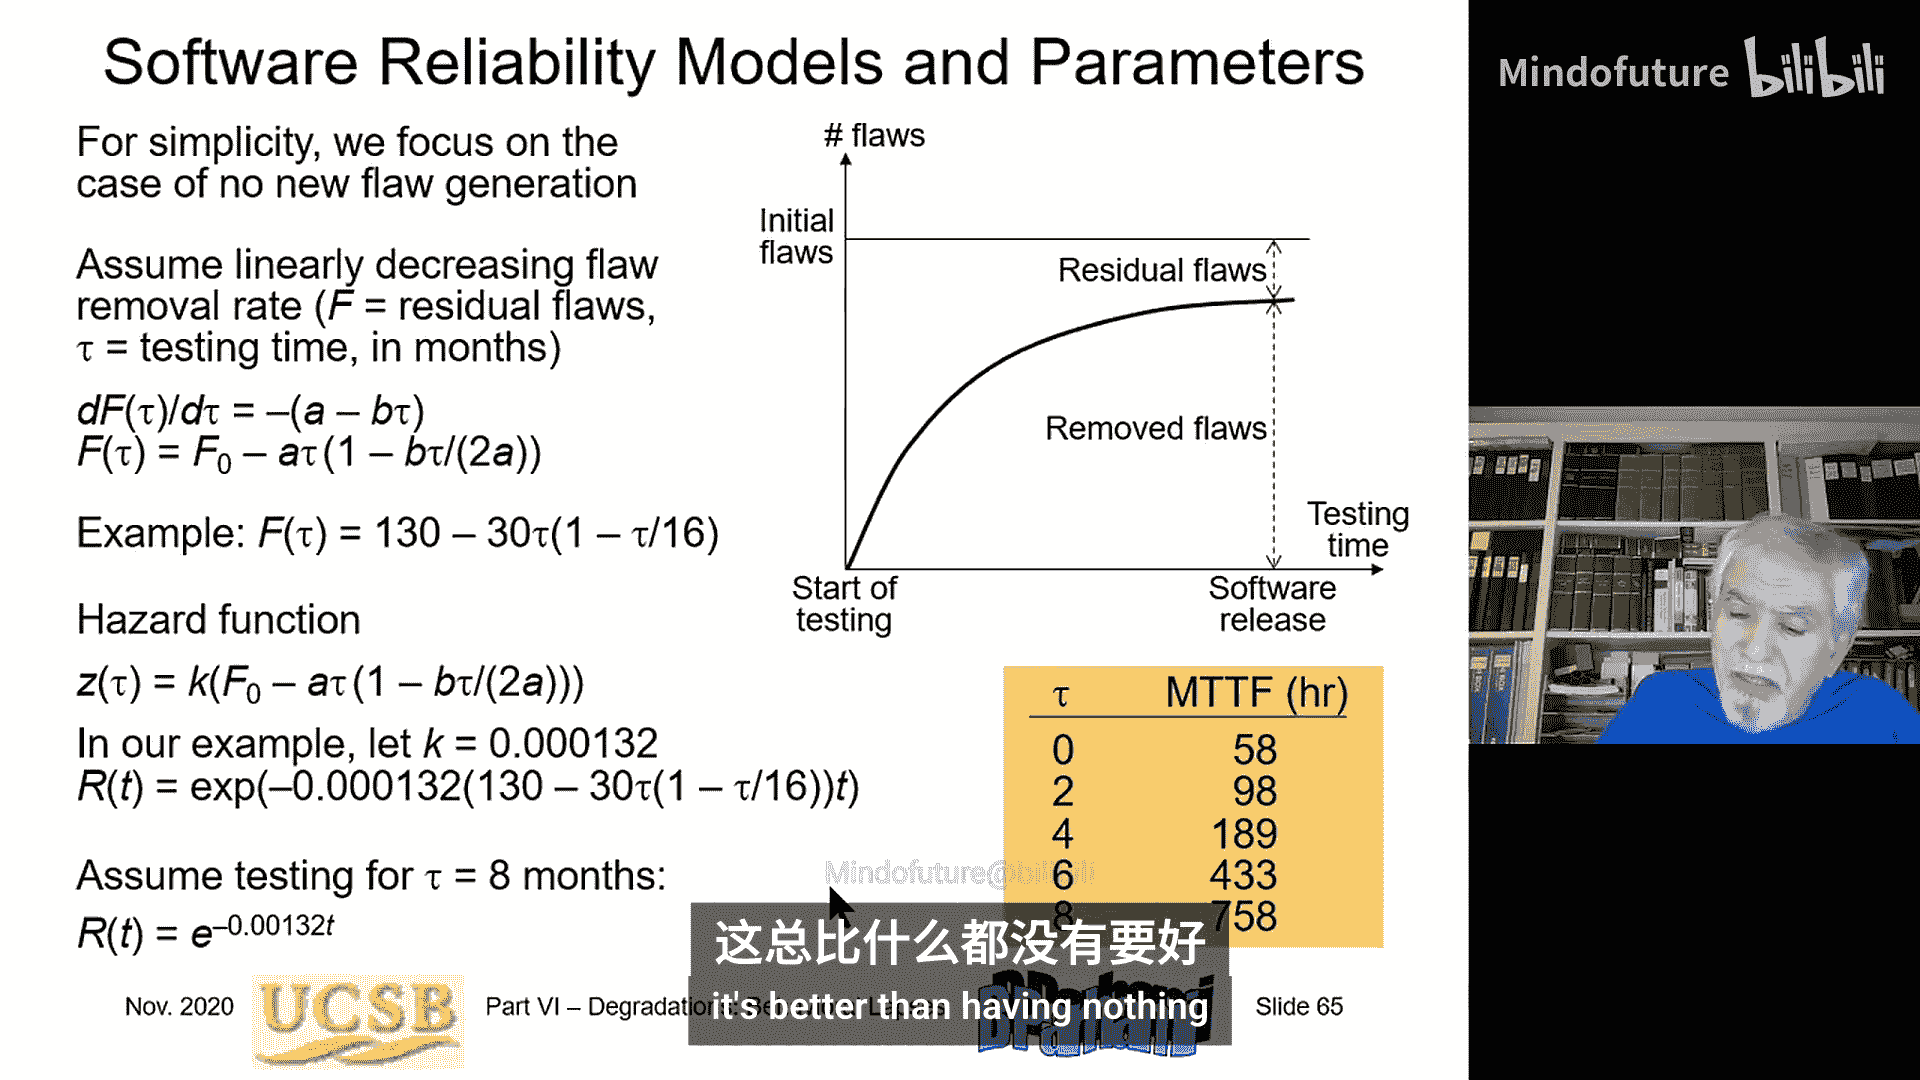 Software Reliability Models and Parameters
Mindofuture bilibili
For simplicity, we focus on the
case of no new flaw generation
Assume linearly decreasing flaw
removal rate (F = residual flaws,
τ = testing time, in months)
dF(τ)/dτ = –(a – bτ)
F(τ) = F₀ – aτ(1 – bτ/(2a))
Example: F(τ) = 130 – 30τ(1 – τ/16)
Hazard function
z(τ) = k(F₀ – aτ(1 – bτ/(2a)))
In our example, let k = 0.000132
R(t) = exp(–0.000132(130 – 30τ(1 – τ/16))t)
Assume testing for τ = 8 months:
R(t) = e^–0.00132t
# flaws
Initial
flaws
Residual flaws
Removed flaws
Testing
time
Start of
testing
Software
release
τ MTTF (hr)
0 58
2 98
4 189
6 433
8 758
Mindofuture@bilibili
这总比什么都没有要好
it's better than having nothing
Nov. 2020
UCSB
Part VI – Degradations:
Slide 65